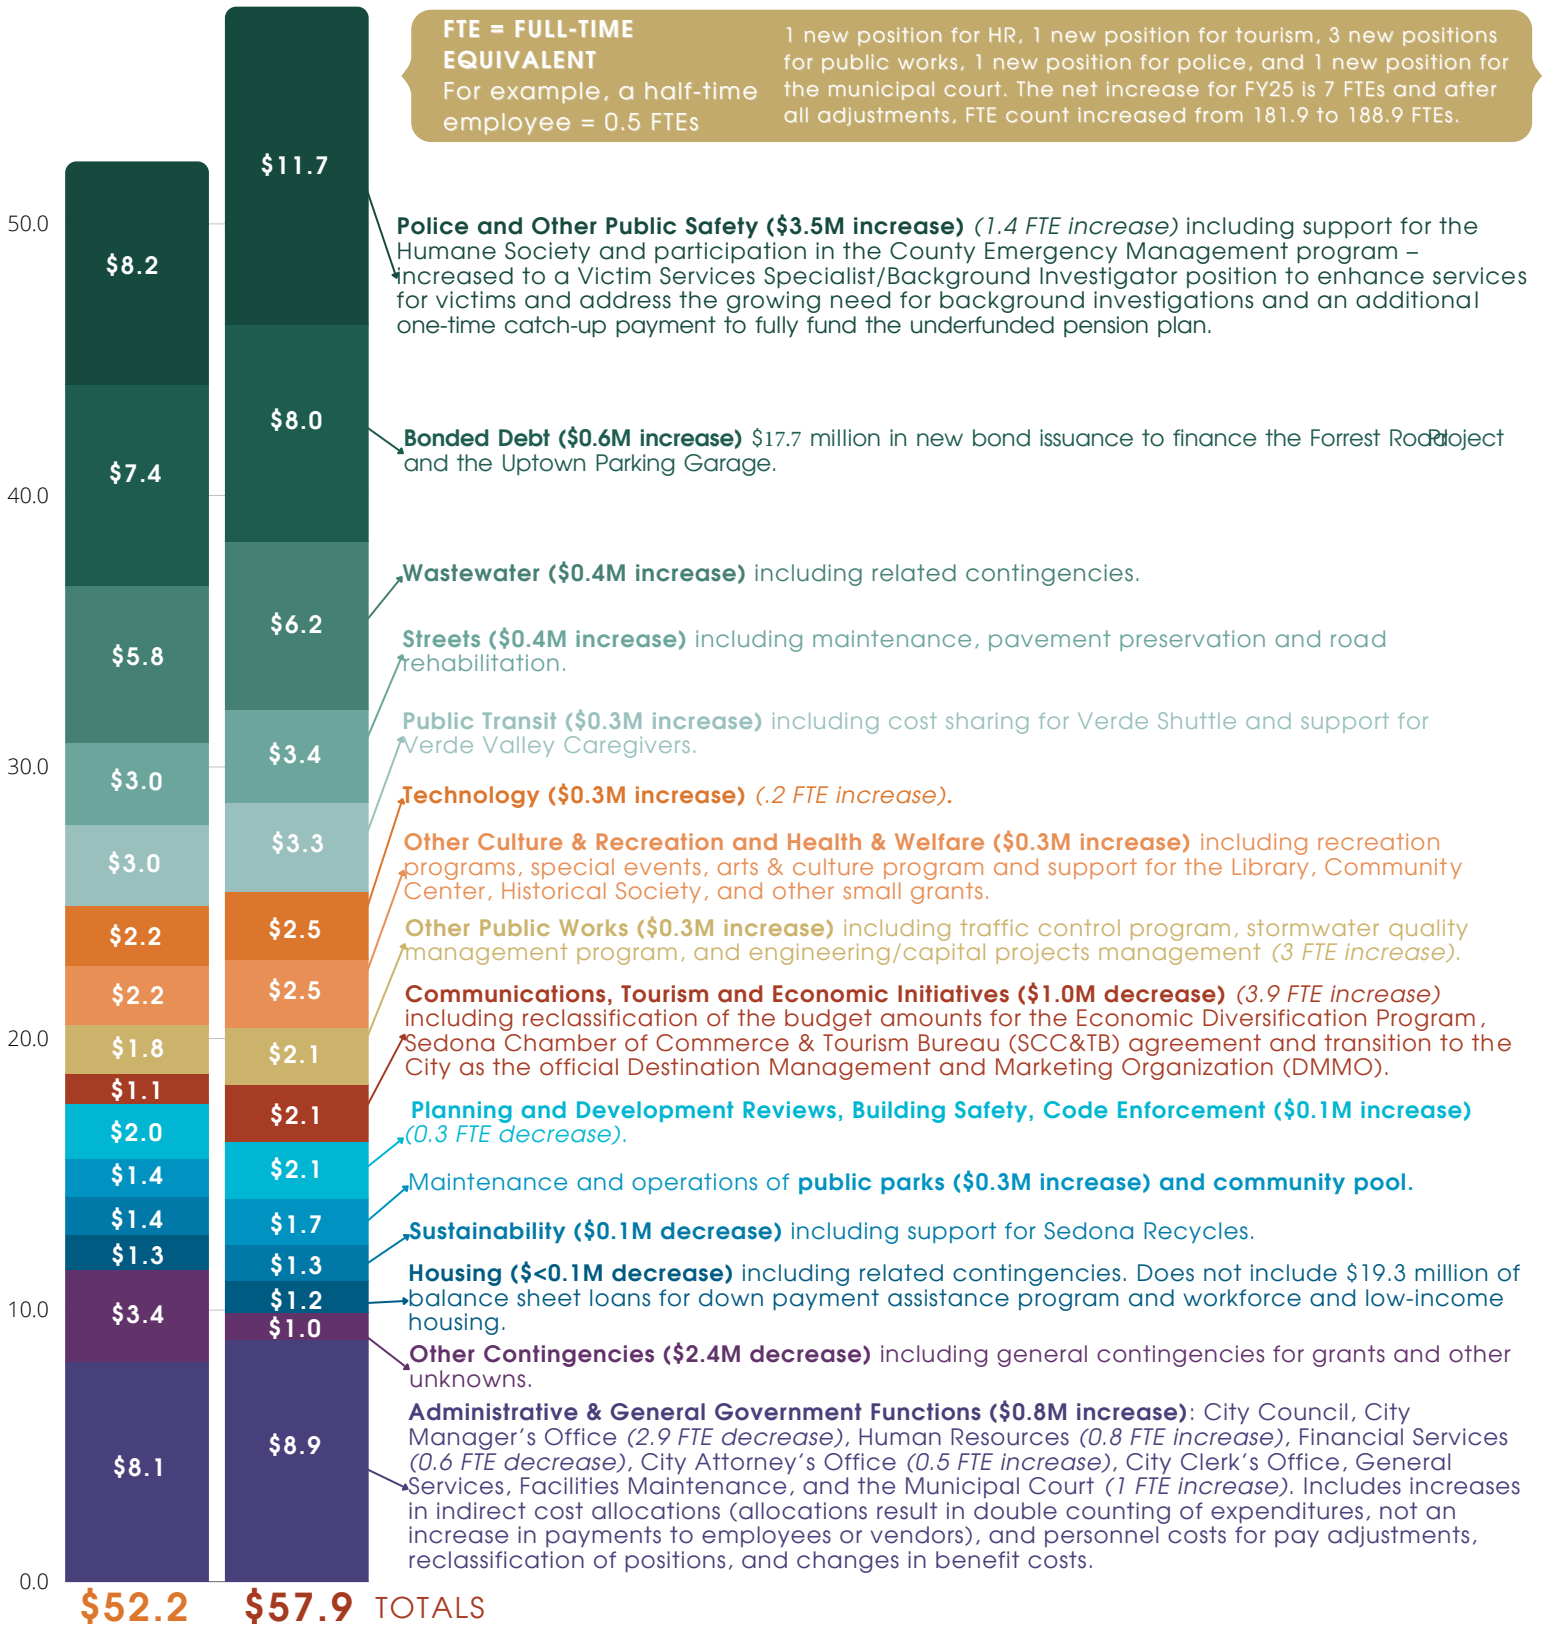 FTE = FULL-TIME
EQUIVALENT
For example, a half-time
employee = 0.5 FTEs
1 new position for HR, 1 new position for tourism, 3 new positions
for public works, 1 new position for police, and 1 new position for
the municipal court. The net increase for FY25 is 7 FTEs and after
all adjustments, FTE count increased from 181.9 to 188.9 FTEs.
50.0
40.0
30.0
20.0
10.0
0.0
$8.2
$7.4
$5.8
$3.0
$3.0
$2.2
$2.2
$1.8
$1.1
$2.0
$1.4
$1.4
$1.3
$3.4
$8.1
$52.2
$11.7
$8.0
$6.2
$3.4
$3.3
$2.5
$2.5
$2.1
$2.1
$2.1
$1.7
$1.3
$1.2
$1.0
$8.9
$57.9
TOTALS
Police and Other Public Safety ($3.5M increase) (1.4 FTE increase) including support for the
Humane Society and participation in the County Emergency Management program –
increased to a Victim Services Specialist/Background Investigator position to enhance services
for victims and address the growing need for background investigations and an additional
one-time catch-up payment to fully fund the underfunded pension plan.
Bonded Debt ($0.6M increase) $17.7 million in new bond issuance to finance the Forrest Road Project
and the Uptown Parking Garage.
Wastewater ($0.4M increase) including related contingencies.
Streets ($0.4M increase) including maintenance, pavement preservation and road
rehabilitation.
Public Transit ($0.3M increase) including cost sharing for Verde Shuttle and support for
Verde Valley Caregivers.
Technology ($0.3M increase) (.2 FTE increase).
Other Culture & Recreation and Health & Welfare ($0.3M increase) including recreation
programs, special events, arts & culture program and support for the Library, Community
Center, Historical Society, and other small grants.
Other Public Works ($0.3M increase) including traffic control program, stormwater quality
management program, and engineering/capital projects management (3 FTE increase).
Communications, Tourism and Economic Initiatives ($1.0M decrease) (3.9 FTE increase)
including reclassification of the budget amounts for the Economic Diversification Program,
Sedona Chamber of Commerce & Tourism Bureau (SCC&TB) agreement and transition to the
City as the official Destination Management and Marketing Organization (DMMO).
Planning and Development Reviews, Building Safety, Code Enforcement ($0.1M increase)
(0.3 FTE decrease).
Maintenance and operations of public parks ($0.3M increase) and community pool.
Sustainability ($0.1M decrease) including support for Sedona Recycles.
Housing ($<0.1M decrease) including related contingencies. Does not include $19.3 million of
balance sheet loans for down payment assistance program and workforce and low-income
housing.
Other Contingencies ($2.4M decrease) including general contingencies for grants and other
unknowns.
Administrative & General Government Functions ($0.8M increase): City Council, City
Manager's Office (2.9 FTE decrease), Human Resources (0.8 FTE increase), Financial Services
(0.6 FTE decrease), City Attorney's Office (0.5 FTE increase), City Clerk's Office, General
Services, Facilities Maintenance, and the Municipal Court (1 FTE increase). Includes increases
in indirect cost allocations (allocations result in double counting of expenditures, not an
increase in payments to employees or vendors), and personnel costs for pay adjustments,
reclassification of positions, and changes in benefit costs.